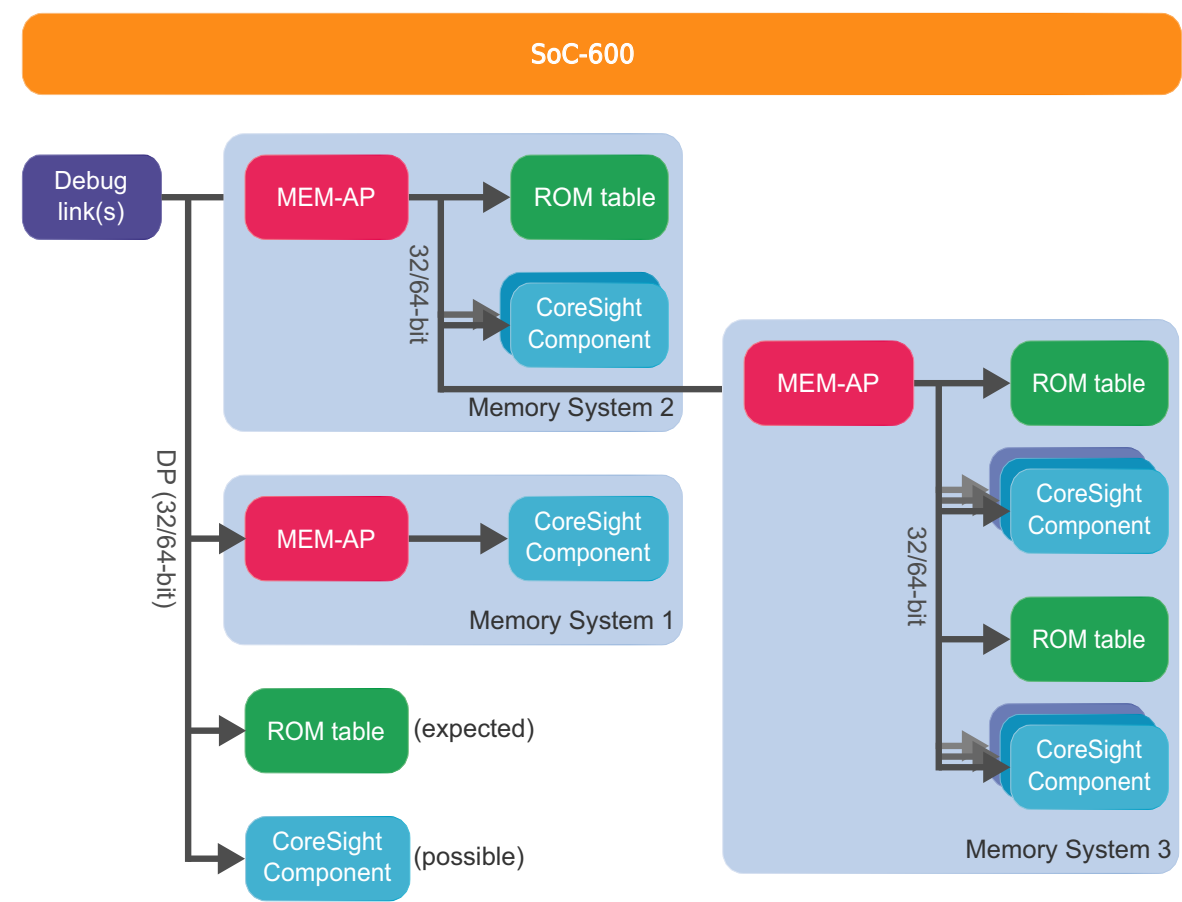 SoC-600
Debug
link(s)
MEM-AP
ROM table
32/64-bit
CoreSight
Component
Memory System 2
MEM-AP
ROM table
CoreSight
Component
32/64-bit
ROM table
CoreSight
Component
Memory System 3
DP (32/64-bit)
MEM-AP
CoreSight
Component
Memory System 1
ROM table
(expected)
CoreSight
Component
(possible)